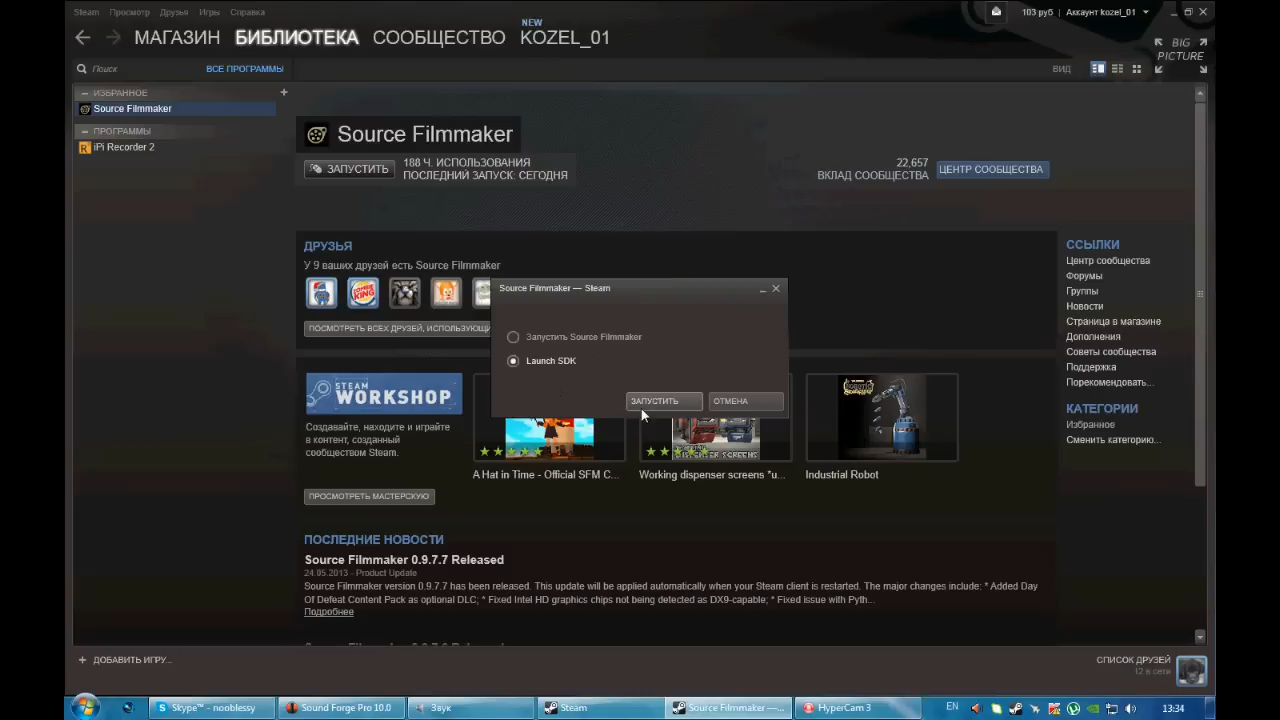 Steam Просмотр Друзья Игры Справка
103 руб Аккаунт kozel_01
NEW
МАГАЗИН БИБЛИОТЕКА СООБЩЕСТВО KOZEL_01
BIG
PICTURE
Поиск
ВСЕ ПРОГРАММЫ
ВИД
ИЗБРАННОЕ
Source Filmmaker
ПРОГРАММЫ
iPi Recorder 2
Source Filmmaker
ЗАПУСТИТЬ
188 Ч. ИСПОЛЬЗОВАНИЯ
ПОСЛЕДНИЙ ЗАПУСК: СЕГОДНЯ
22,657
ВКЛАД СООБЩЕСТВА
ЦЕНТР СООБЩЕСТВА
ДРУЗЬЯ
У 9 ваших друзей есть Source Filmmaker
ПОСМОТРЕТЬ ВСЕХ ДРУЗЕЙ, ИСПОЛЬЗУЮЩИ
Source Filmmaker — Steam
Запустить Source Filmmaker
Launch SDK
ЗАПУСТИТЬ
ОТМЕНА
STEAM
WORKSHOP
Создавайте, находите и играйте
в контент, созданный
сообществом Steam.
ПРОСМОТРЕТЬ МАСТЕРСКУЮ
A Hat in Time - Official SFM C...
Working dispenser screens *u...
Industrial Robot
ПОСЛЕДНИЕ НОВОСТИ
Source Filmmaker 0.9.7.7 Released
24.05.2013 - Product Update
Source Filmmaker version 0.9.7.7 has been released. This update will be applied automatically when your Steam client is restarted. The major changes include: * Added Day
Of Defeat Content Pack as optional DLC; * Fixed Intel HD graphics chips not being detected as DX9-capable; * Fixed issue with Pyth...
Подробнее
ССЫЛКИ
Центр сообщества
Форумы
Группы
Новости
Страница в магазине
Дополнения
Советы сообщества
Поддержка
Порекомендовать...
КАТЕГОРИИ
Избранное
Сменить категорию...
ДОБАВИТЬ ИГРУ...
СПИСОК ДРУЗЕЙ
12 в сети
Skype™ - nooblessy
Sound Forge Pro 10.0
Звук
Steam
Source Filmmaker —...
HyperCam 3
EN
13:34